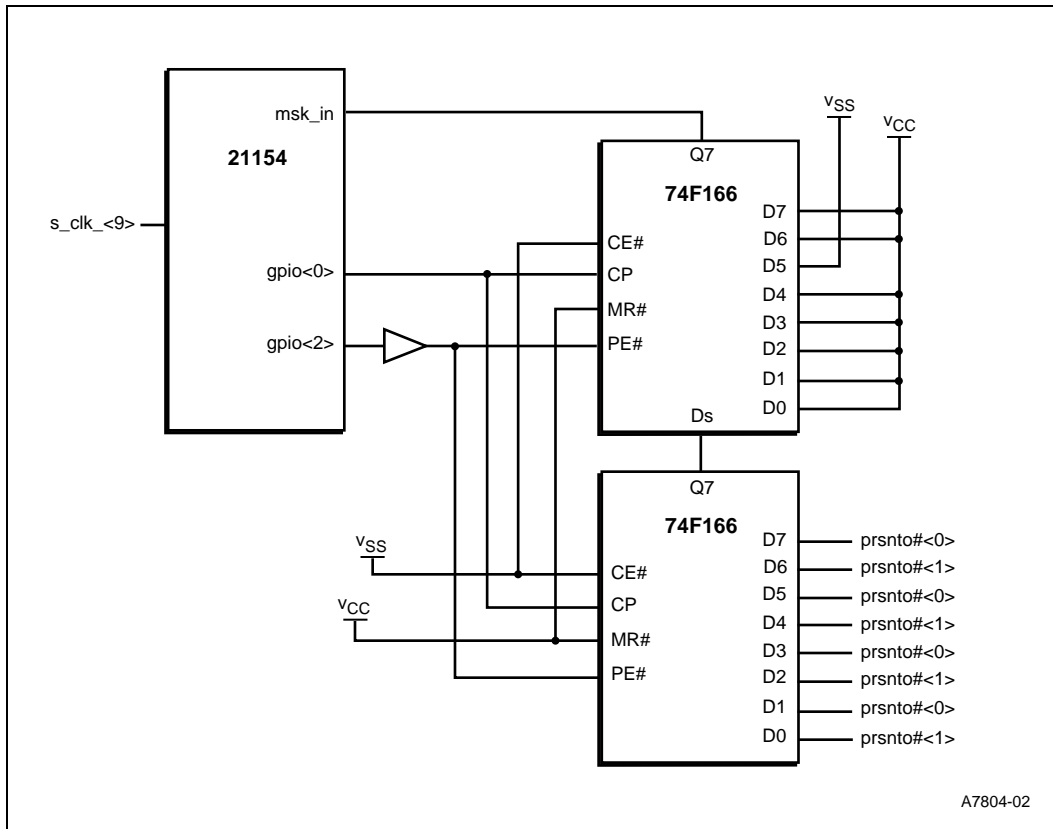 msk_in
21154
s_clk_<9>
gpio<0>
gpio<2>
vSS
vCC
Q7
74F166
D7
D6
D5
D4
D3
D2
D1
D0
CE#
CP
MR#
PE#
Ds
Q7
74F166
vSS
vCC
CE#
CP
MR#
PE#
D7 prsnto#<0>
D6 prsnto#<1>
D5 prsnto#<0>
D4 prsnto#<1>
D3 prsnto#<0>
D2 prsnto#<1>
D1 prsnto#<0>
D0 prsnto#<1>
A7804-02